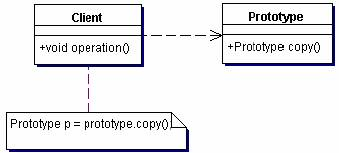 Client
+void operation()
Prototype
+Prototype copy()
Prototype p = prototype.copy()